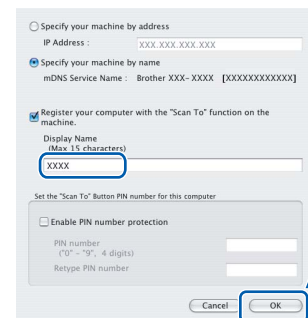 Specify your machine by address
IP Address : XXX.XXX.XXX.XXX
Specify your machine by name
mDNS Service Name : Brother XXX- XXXX [XXXXXXXXXXXX]
Register your computer with the "Scan To" function on the
machine.
Display Name
(Max 15 characters)
XXXX
Set the "Scan To" Button PIN number for this computer
Enable PIN number protection
PIN number
("0" - "9", 4 digits)
Retype PIN number
Cancel OK